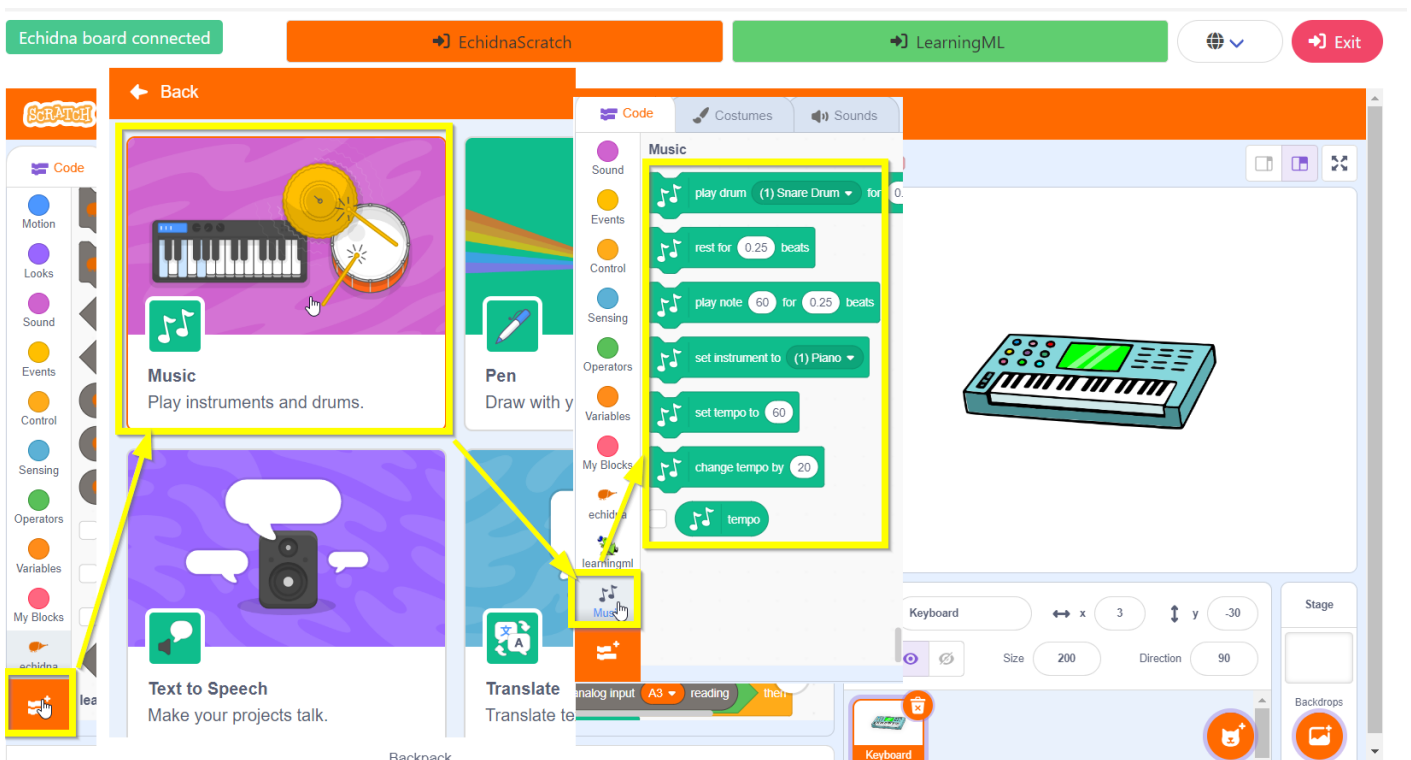 Echidna board connected
EchidnaScratch
LearningML
Exit
Back
SCRATCH
Code
Motion
Looks
Sound
Events
Control
Sensing
Operators
Variables
My Blocks
echidna
Music
Play instruments and drums.
Pen
Draw with y
Text to Speech
Make your projects talk.
Translate
Translate te
Backpack
Code
Costumes
Sounds
Sound
Events
Control
Sensing
Operators
Variables
My Blocks
echidna
learningml
Music
play drum (1) Snare Drum for 0.
rest for 0.25 beats
play note 60 for 0.25 beats
set instrument to (1) Piano
set tempo to 60
change tempo by 20
tempo
analog input A3 reading then
Keyboard x 3 y -30
Size 200 Direction 90
Keyboard
Stage
Backdrops